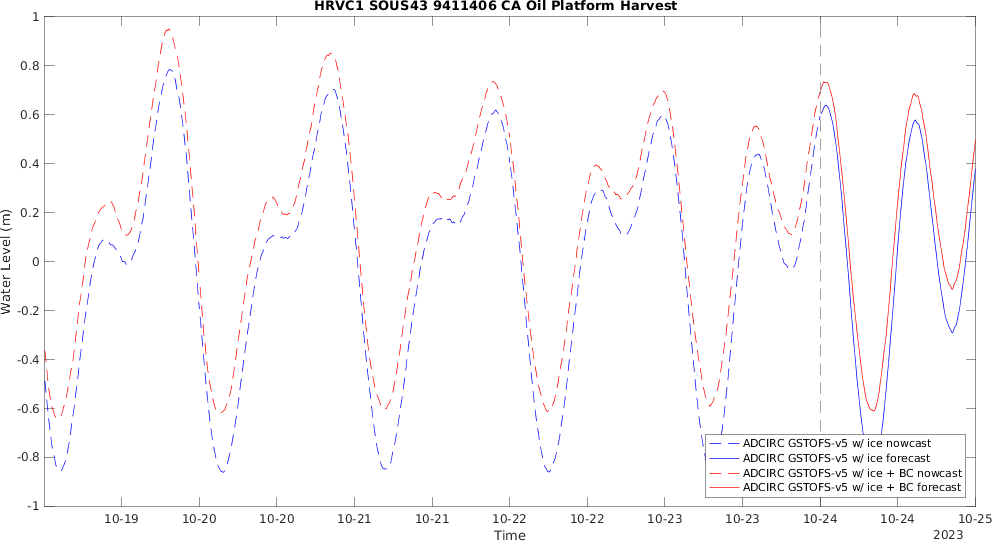 HRVC1 SOUS43 9411406 CA Oil Platform Harvest
1
0.8
0.6
0.4
0.2
0
-0.2
-0.4
-0.6
-0.8
-1
Water Level (m)
ADCIRC GSTOFS-v5 w/ ice nowcast
ADCIRC GSTOFS-v5 w/ ice forecast
ADCIRC GSTOFS-v5 w/ ice + BC nowcast
ADCIRC GSTOFS-v5 w/ ice + BC forecast
10-19 10-20 10-20 10-21 10-21 10-22 10-22 10-23 10-23 10-24 10-24 10-25
Time
2023